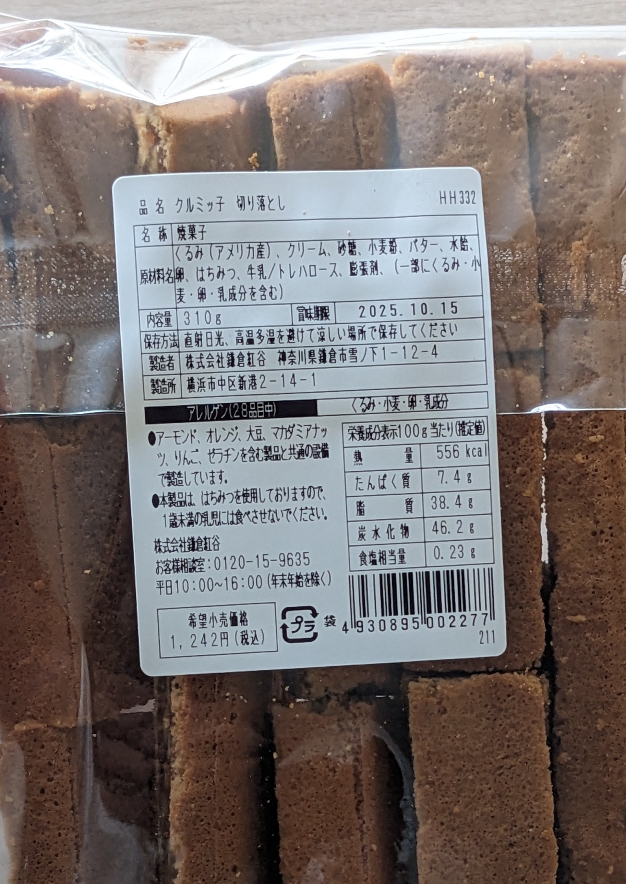 品 名 クルミッ子 切り落とし HH332
名 称 焼菓子
原材料名 くるみ(アメリカ産)、クリーム、砂糖、小麦粉、バター、水飴、
卵、はちみつ、牛乳/トレハロース、膨張剤、(一部にくるみ・小
麦・卵・乳成分を含む)
内容量 310g 賞味期限 2025.10.15
保存方法 直射日光、高温多湿を避けて涼しい場所で保存してください
製造者 株式会社鎌倉紅谷 神奈川県鎌倉市雪ノ下1-12-4
製造所 横浜市中区新港2-14-1
アレルゲン(28品目中) くるみ・小麦・卵・乳成分
●アーモンド、オレンジ、大豆、マカダミアナッ
ツ、りんご、ゼラチンを含む製品と共通の設備
で製造しています。
●本製品は、はちみつを使用しておりますので、
1歳未満の乳児には食べさせないでください。
株式会社鎌倉紅谷
お客様相談室:0120-15-9635
平日10:00~16:00(年末年始を除く)
希望小売価格
1,242円(税込)
プラ 袋
栄養成分表示100g当たり(推定値)
熱 量 556kcal
たんぱく質 7.4g
脂 質 38.4g
炭水化物 46.2g
食塩相当量 0.23g
4 930895 002277
211